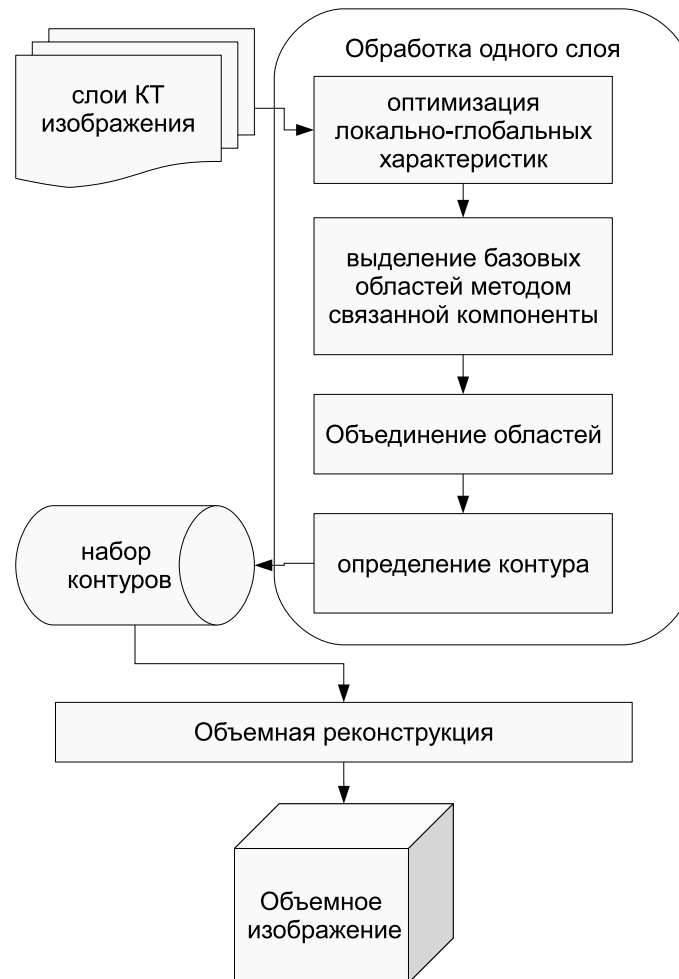 слои КТ
изображения
Обработка одного слоя
оптимизация
локально-глобальных
характеристик
выделение базовых
областей методом
связанной компоненты
Объединение областей
определение контура
набор
контуров
Объемная реконструкция
Объемное
изображение